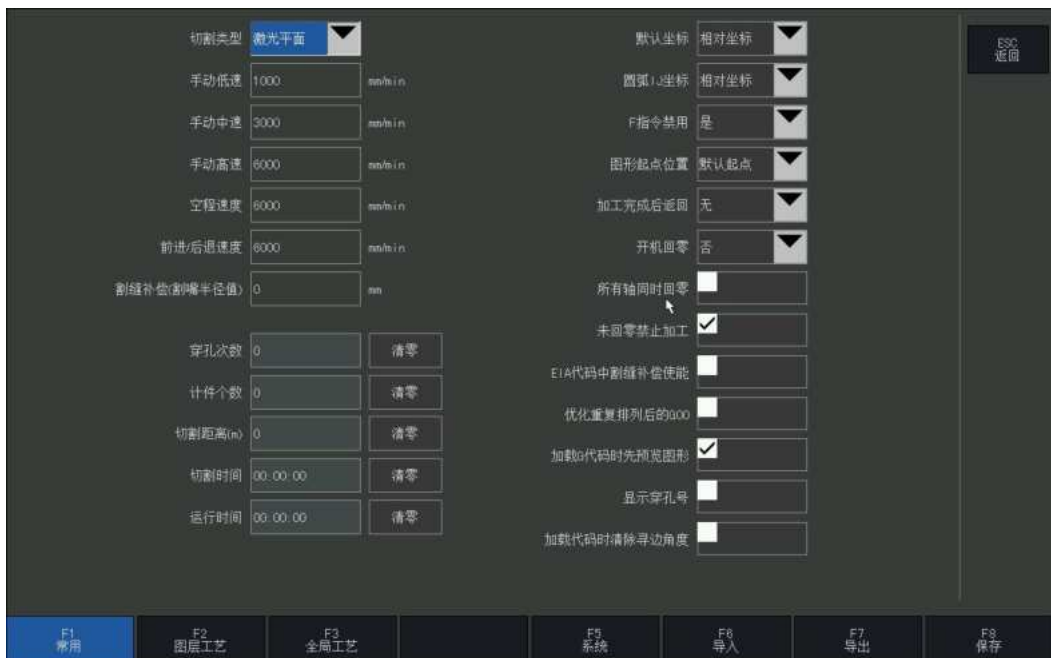 切割类型 激光平面
手动低速 1000 mm/min
手动中速 3000 mm/min
手动高速 6000 mm/min
空程速度 6000 mm/min
前进/后退速度 6000 mm/min
割缝补偿(割嘴半径值) 0 mm
穿孔次数 0 清零
计件个数 0 清零
切割距离(m) 0 清零
切割时间 00:00:00 清零
运行时间 00:00:00 清零
默认坐标 相对坐标
圆弧IJ坐标 相对坐标
F指令禁用 是
图形起点位置 默认起点
加工完成后返回 无
开机回零 否
所有轴同时回零
未回零禁止加工
EIA代码中割缝补偿使能
优化重复排列后的G00
加载G代码时先预览图形
显示穿孔号
加载代码时清除寻边角度
ESC
返回
F1
常用
F2
图层工艺
F3
全局工艺
F5
系统
F6
导入
F7
导出
F8
保存